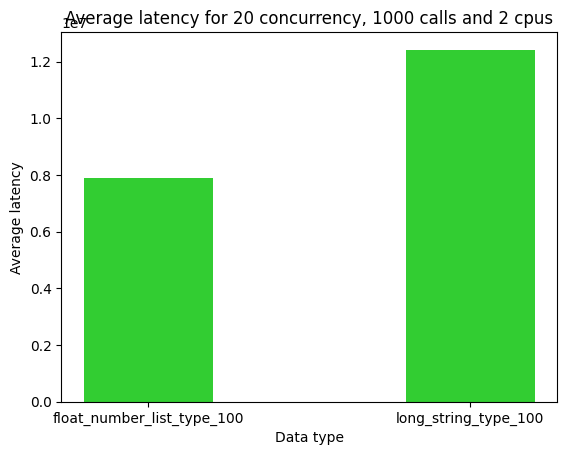 Average latency for 20 concurrency, 1000 calls and 2 cpus
1e7
1.2
1.0
0.8
0.6
0.4
0.2
0.0
Average latency
float_number_list_type_100
long_string_type_100
Data type